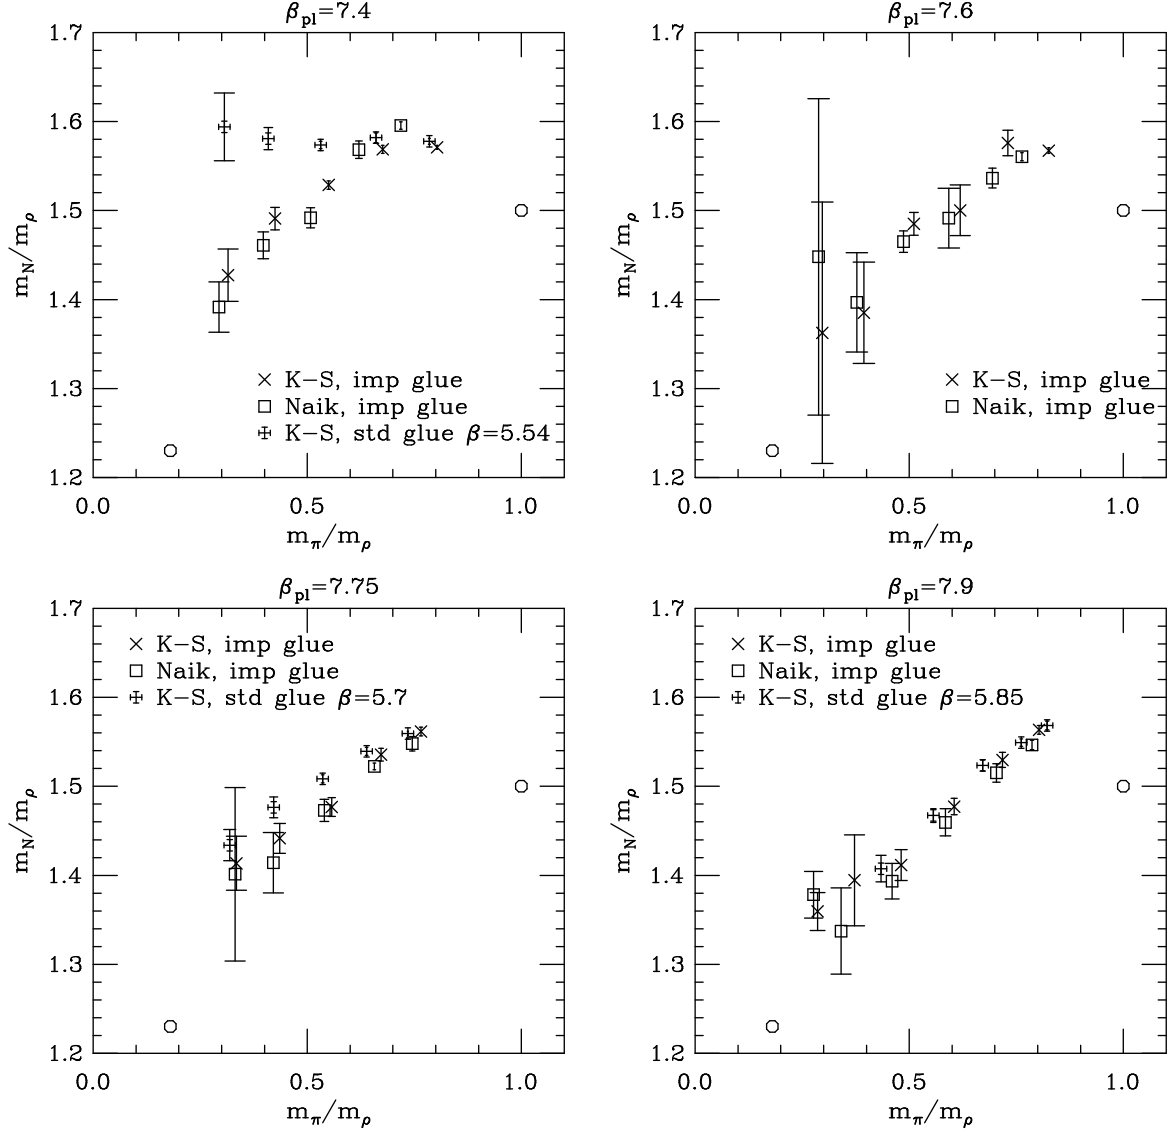 β_pl=7.4
1.7
1.6
1.5
1.4
1.3
1.2
m_N/m_ρ
× K−S, imp glue
□ Naik, imp glue
K−S, std glue β=5.54
0.0 0.5 1.0
m_π/m_ρ
β_pl=7.6
1.7
1.6
1.5
1.4
1.3
1.2
m_N/m_ρ
× K−S, imp glue
□ Naik, imp glue
0.0 0.5 1.0
m_π/m_ρ
β_pl=7.75
1.7
1.6
1.5
1.4
1.3
1.2
m_N/m_ρ
× K−S, imp glue
□ Naik, imp glue
K−S, std glue β=5.7
0.0 0.5 1.0
m_π/m_ρ
β_pl=7.9
1.7
1.6
1.5
1.4
1.3
1.2
m_N/m_ρ
× K−S, imp glue
□ Naik, imp glue
K−S, std glue β=5.85
0.0 0.5 1.0
m_π/m_ρ